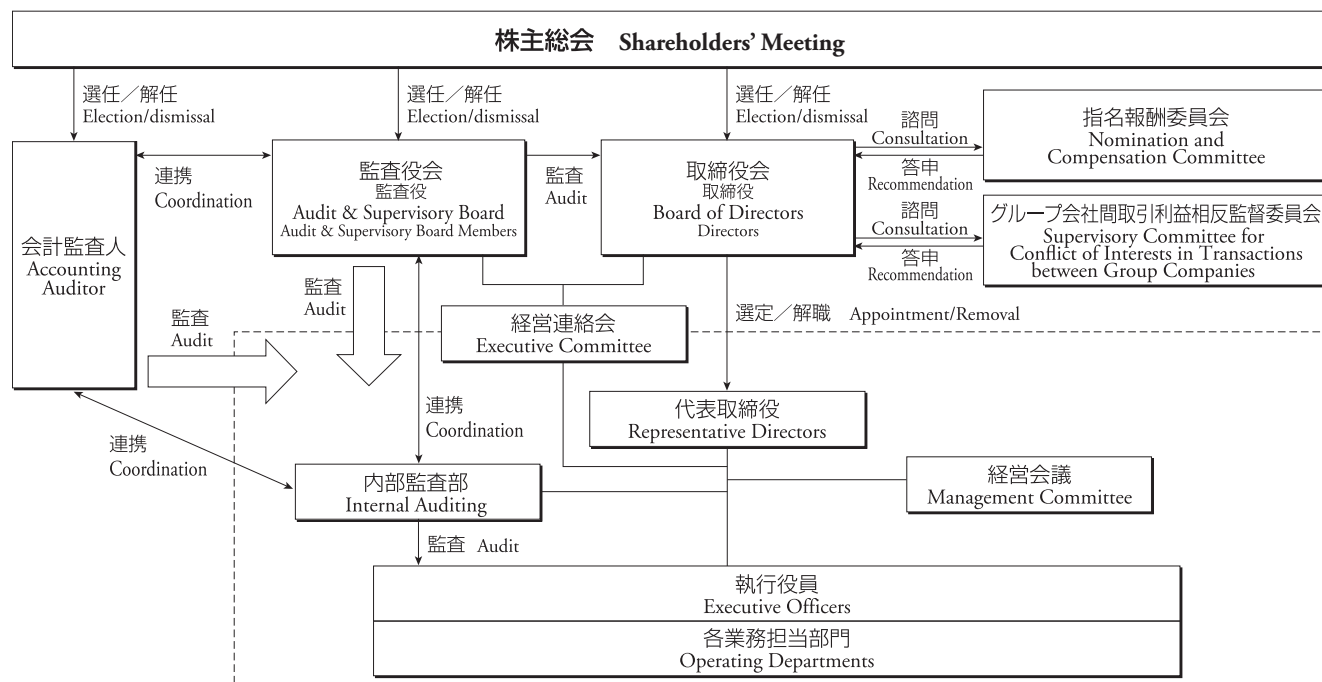 株主総会 Shareholders' Meeting
選任／解任
Election/dismissal
選任／解任
Election/dismissal
選任／解任
Election/dismissal
会計監査人
Accounting
Auditor
連携
Coordination
監査役会
監査役
Audit & Supervisory Board
Audit & Supervisory Board Members
監査
Audit
取締役会
取締役
Board of Directors
Directors
諮問
Consultation
答申
Recommendation
指名報酬委員会
Nomination and
Compensation Committee
諮問
Consultation
答申
Recommendation
グループ会社間取引利益相反監督委員会
Supervisory Committee for
Conflict of Interests in Transactions
between Group Companies
監査
Audit
監査
Audit
経営連絡会
Executive Committee
選定／解職 Appointment/Removal
代表取締役
Representative Directors
連携
Coordination
連携
Coordination
内部監査部
Internal Auditing
経営会議
Management Committee
監査 Audit
執行役員
Executive Officers
各業務担当部門
Operating Departments